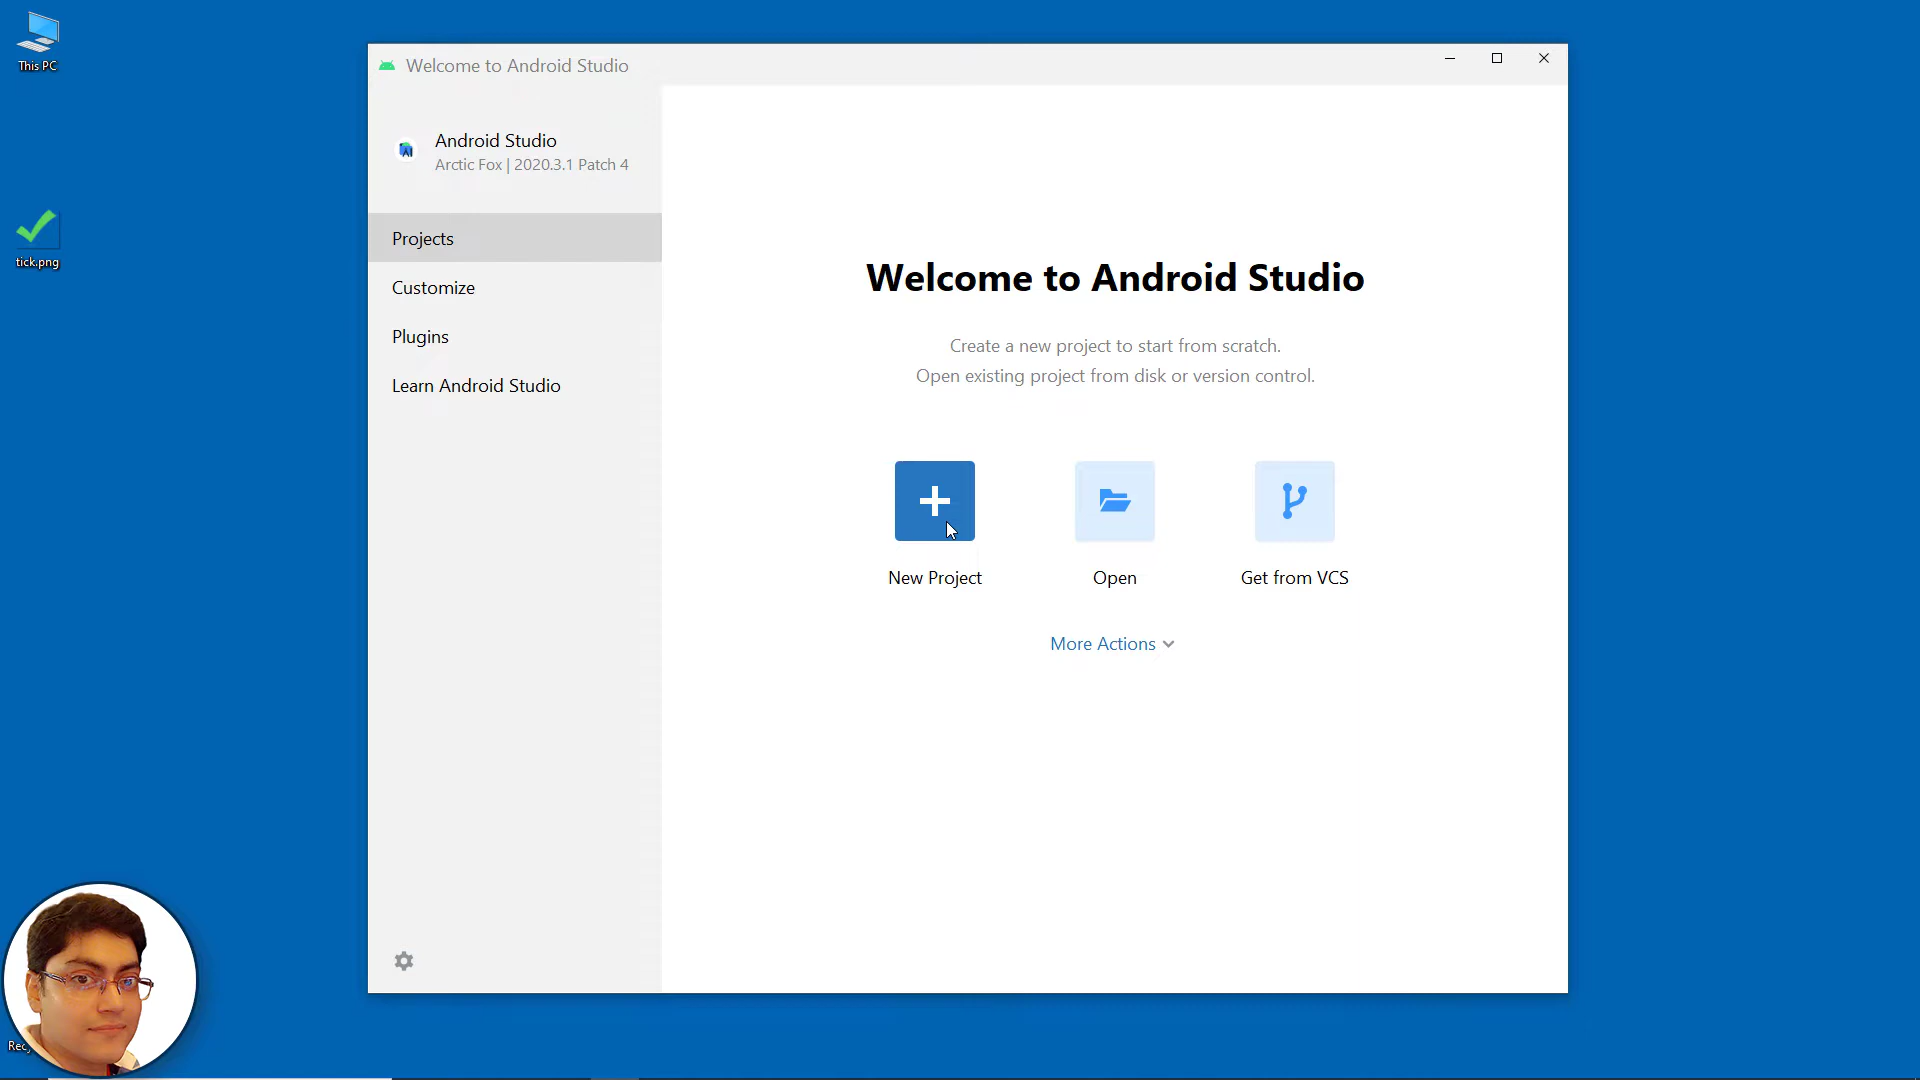 This PC
tick.png
Welcome to Android Studio
Android Studio
Arctic Fox | 2020.3.1 Patch 4
Projects
Customize
Plugins
Learn Android Studio
Welcome to Android Studio
Create a new project to start from scratch.
Open existing project from disk or version control.
New Project
Open
Get from VCS
More Actions